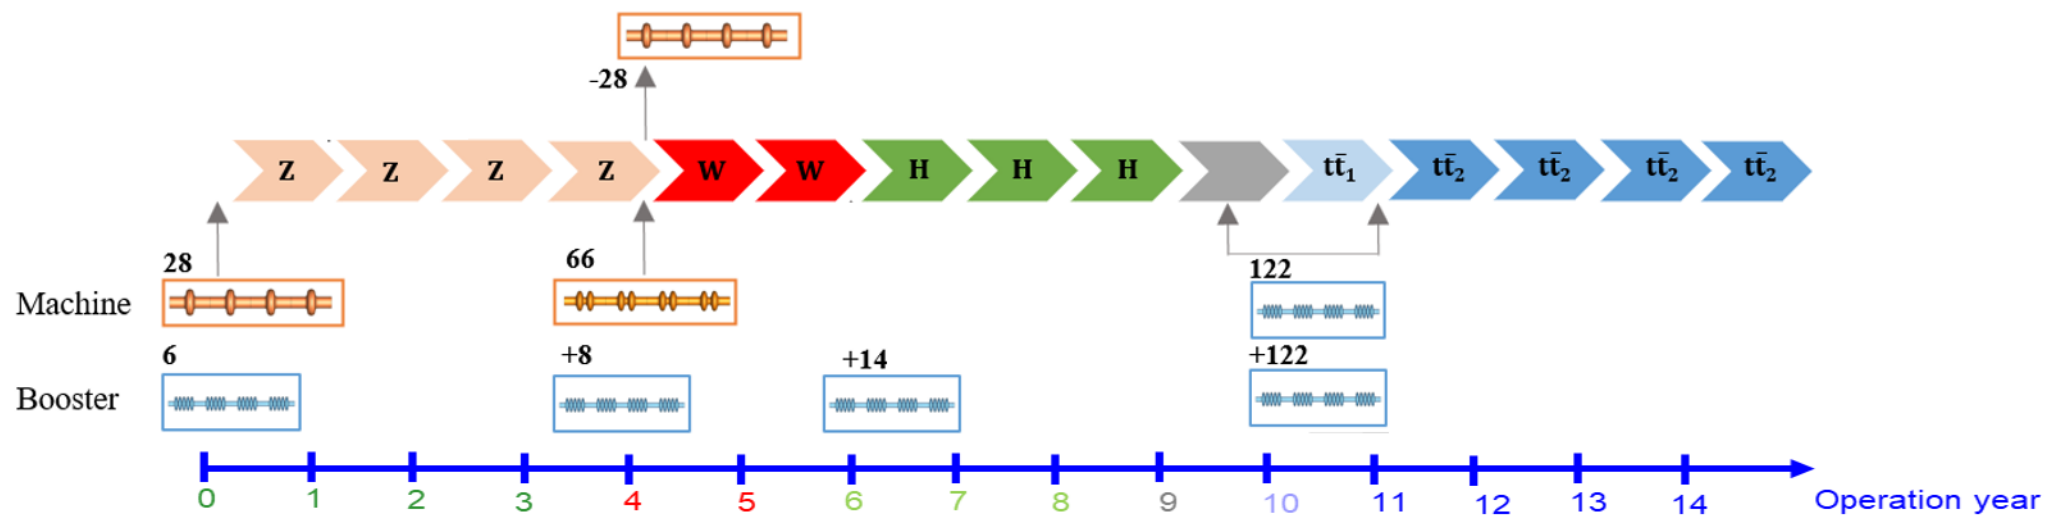 -28
Z Z Z Z W W H H H tt̄₁ tt̄₂ tt̄₂ tt̄₂ tt̄₂
28 66 122
Machine
6 +8 +14 +122
Booster
0 1 2 3 4 5 6 7 8 9 10 11 12 13 14 Operation year